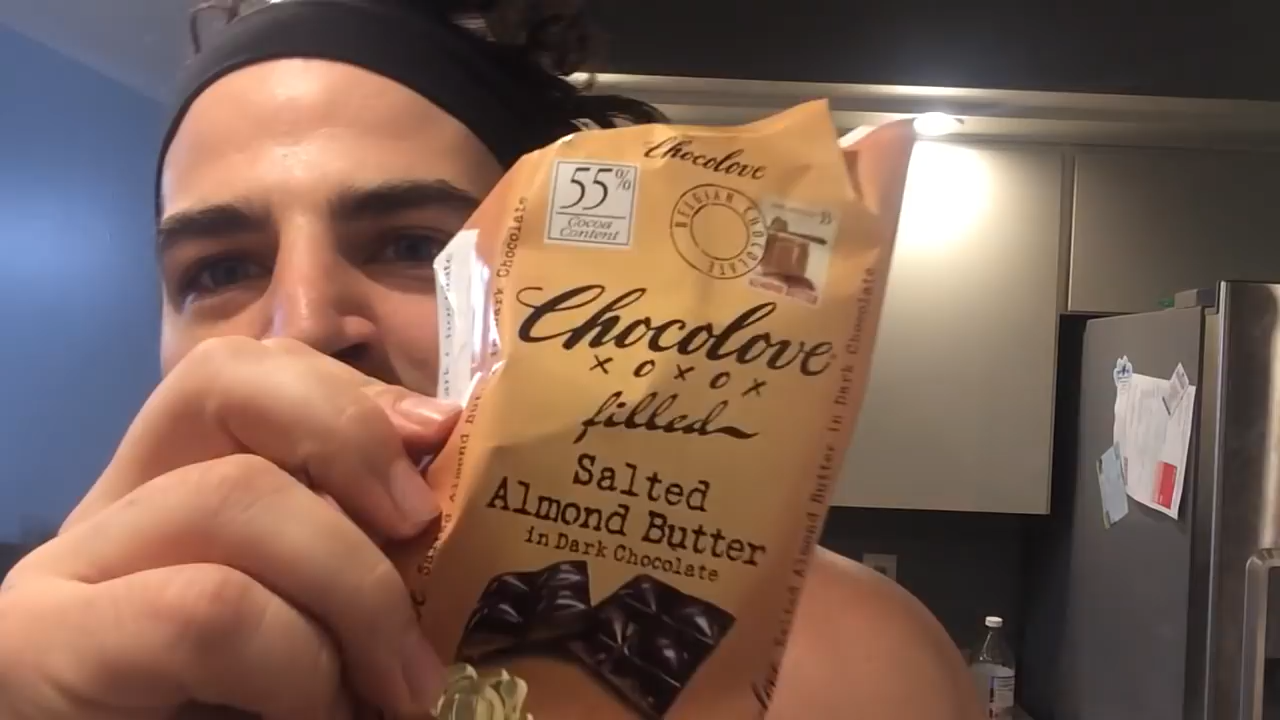 Chocolove
55%
Cocoa
Content
BELGIAN CHOCOLATE
Chocolove
XOXOX
filled
Salted
Almond Butter
in Dark Chocolate
Salted Almond Butter in Dark Chocolate